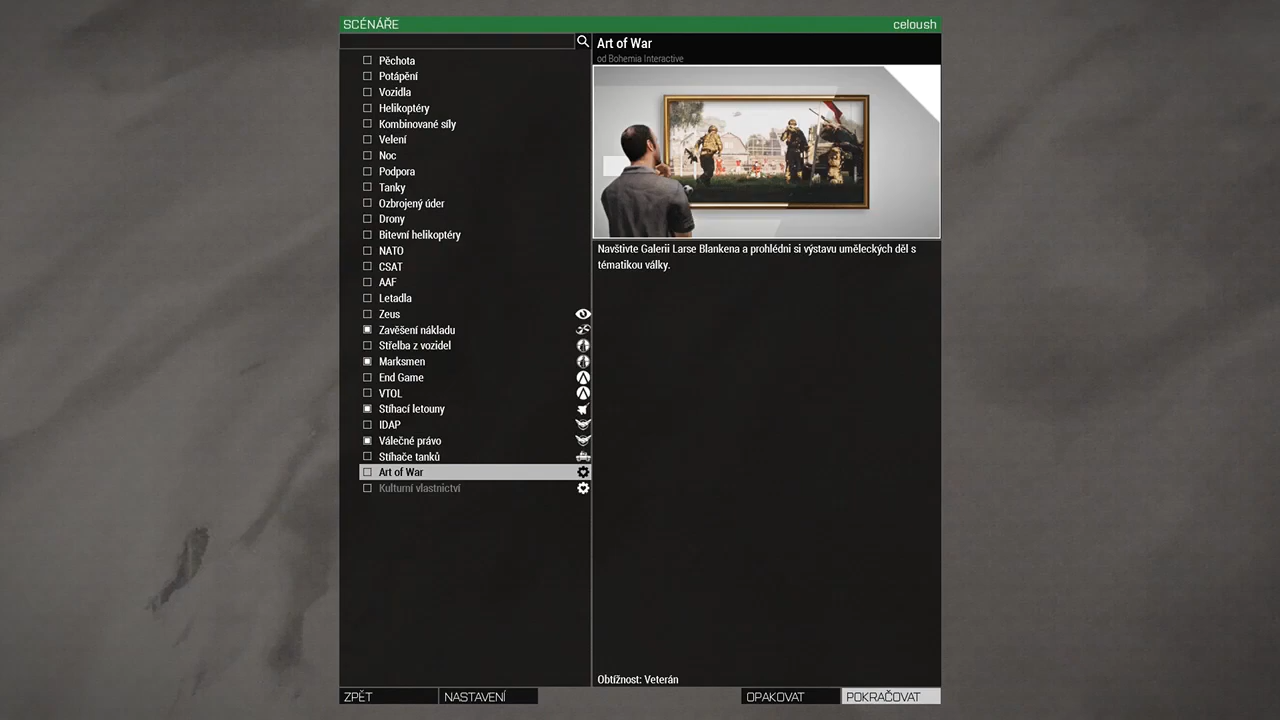 SCÉNÁŘE
celoush
Pěchota
Potápění
Vozidla
Helikoptéry
Kombinované síly
Velení
Noc
Podpora
Tanky
Ozbrojený úder
Drony
Bitevní helikoptéry
NATO
CSAT
AAF
Letadla
Zeus
Zavěšení nákladu
Střelba z vozidel
Marksmen
End Game
VTOL
Stíhací letouny
IDAP
Válečné právo
Stíhače tanků
Art of War
Kulturní vlastnictví
Art of War
od Bohemia Interactive
Navštivte Galerii Larse Blankena a prohlédni si výstavu uměleckých děl s
tématikou války.
Obtížnost: Veterán
ZPĚT
NASTAVENÍ
OPAKOVAT
POKRAČOVAT